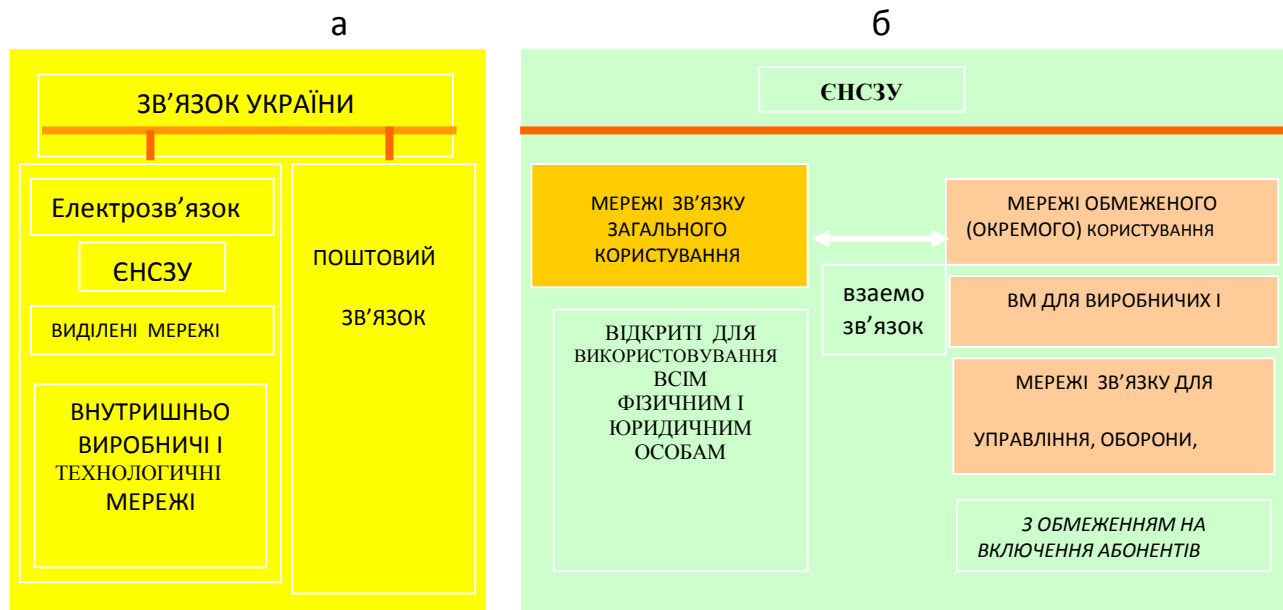 а
ЗВ’ЯЗОК УКРАЇНИ
Електрозв’язок
ЄНСЗУ
ВИДІЛЕНІ МЕРЕЖІ
ВНУТРИШНЬО
ВИРОБНИЧІ І
ТЕХНОЛОГИЧНІ
МЕРЕЖІ
ПОШТОВИЙ
ЗВ’ЯЗОК
б
ЄНСЗУ
МЕРЕЖІ ЗВ’ЯЗКУ
ЗАГАЛЬНОГО
КОРИСТУВАННЯ
ВІДКРИТІ ДЛЯ
ВИКОРИСТОВУВАННЯ
ВСІМ
ФІЗИЧНИМ І
ЮРИДИЧНИМ
ОСОБАМ
взаемо
зв’язок
МЕРЕЖІ ОБМЕЖЕНОГО
(ОКРЕМОГО) КОРИСТУВАННЯ
ВМ ДЛЯ ВИРОБНИЧИХ І
МЕРЕЖІ ЗВ’ЯЗКУ ДЛЯ
УПРАВЛІННЯ, ОБОРОНИ,
З ОБМЕЖЕННЯМ НА
ВКЛЮЧЕННЯ АБОНЕНТІВ